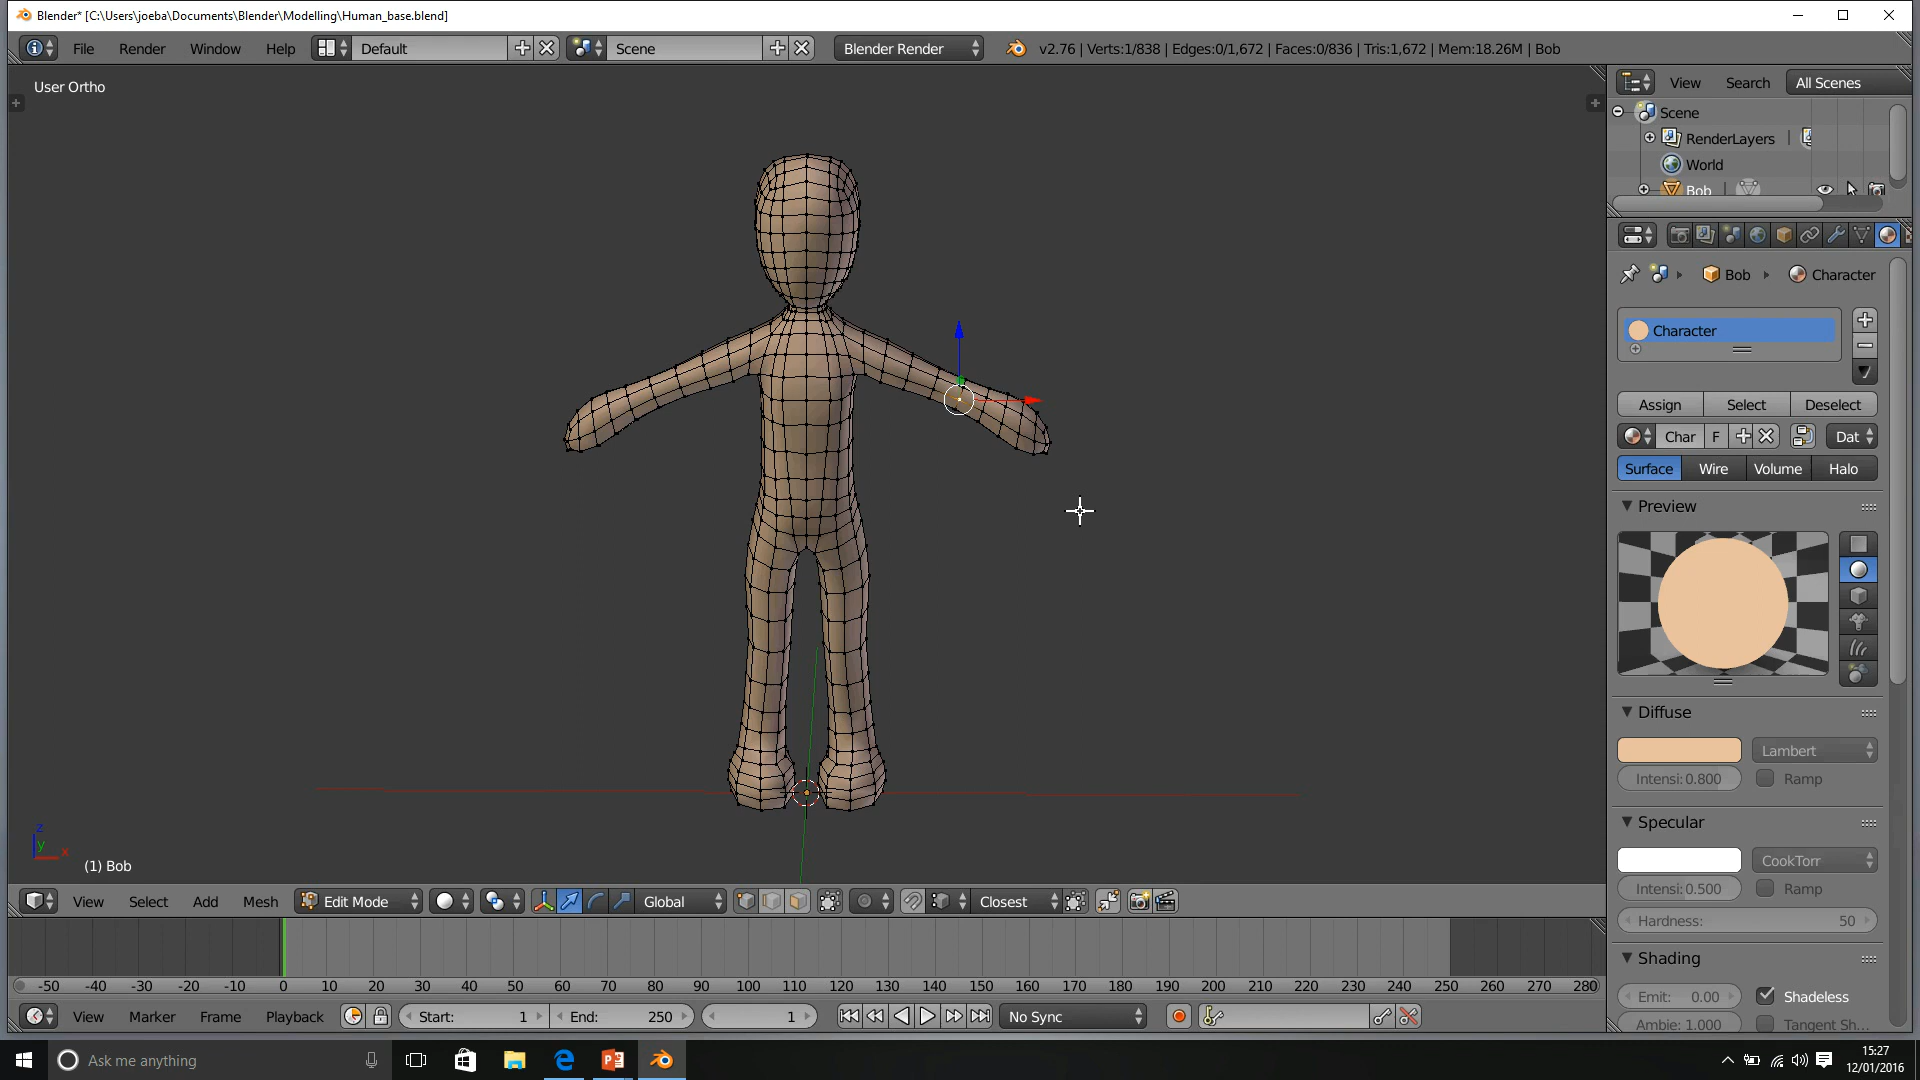 Blender* [C:\Users\joeba\Documents\Blender\Modelling\Human_base.blend]
File Render Window Help Default Scene Blender Render v2.76 | Verts:1/838 | Edges:0/1,672 | Faces:0/836 | Tris:1,672 | Mem:18.26M | Bob
User Ortho
View Search All Scenes
Scene
RenderLayers
World
Bob
Bob Character
Character
Assign Select Deselect
Char F Dat
Surface Wire Volume Halo
Preview
Diffuse
Lambert
Intensi:0.800 Ramp
Specular
CookTorr
Intensi:0.500 Ramp
Hardness: 50
Shading
Emit: 0.00 Shadeless
Ambie: 1.000 Tangent Sh...
z
y
x
(1) Bob
View Select Add Mesh Edit Mode Global Closest
-50 -40 -30 -20 -10 0 10 20 30 40 50 60 70 80 90 100 110 120 130 140 150 160 170 180 190 200 210 220 230 240 250 260 270 280
View Marker Frame Playback Start: 1 End: 250 1 No Sync
Ask me anything
15:27
12/01/2016